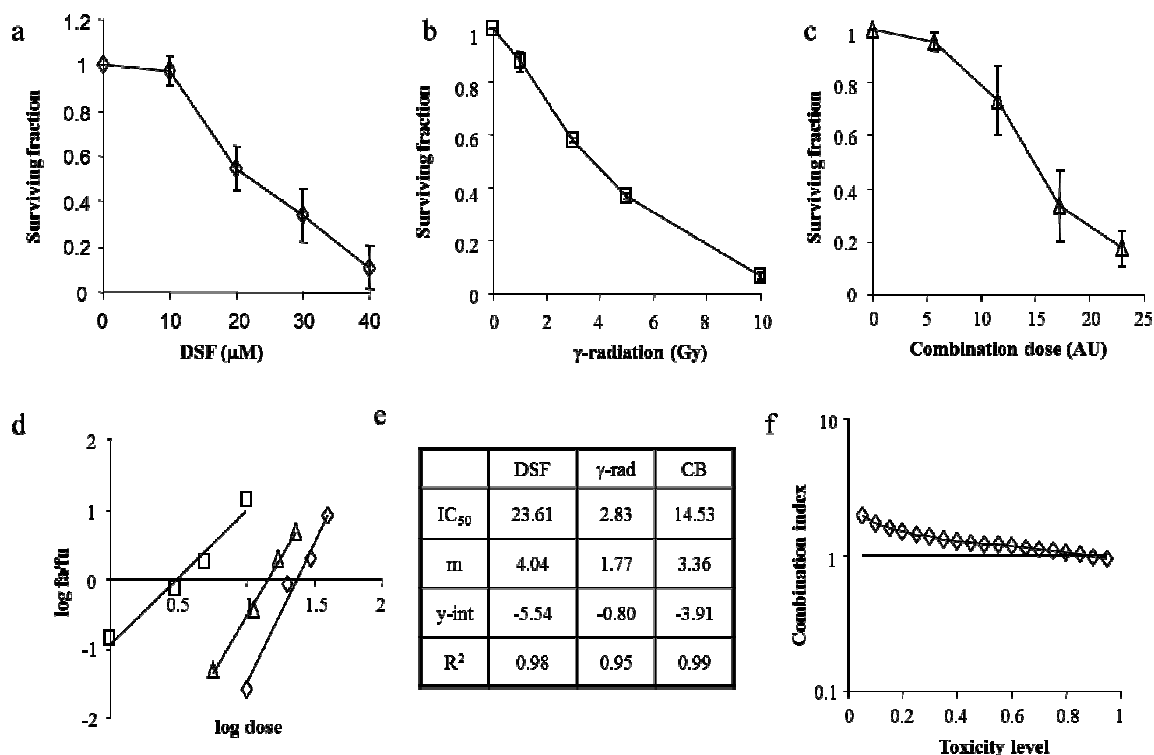 a
1.2
1
0.8
0.6
0.4
0.2
0
Surviving fraction
0 10 20 30 40
DSF (μM)
b
1
0.8
0.6
0.4
0.2
0
Surviving fraction
0 2 4 6 8 10
γ-radiation (Gy)
c
1
0.8
0.6
0.4
0.2
0
Surviving fraction
0 5 10 15 20 25
Combination dose (AU)
d
2
1
0
-1
-2
log fa/fu
0.5 1 1.5 2
log dose
e
DSF γ-rad CB
IC50 23.61 2.83 14.53
m 4.04 1.77 3.36
y-int -5.54 -0.80 -3.91
R2 0.98 0.95 0.99
f
10
1
0.1
Combination index
0 0.2 0.4 0.6 0.8 1
Toxicity level